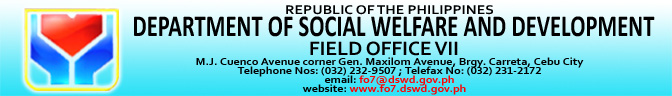 REPUBLIC OF THE PHILIPPINES
DEPARTMENT OF SOCIAL WELFARE AND DEVELOPMENT
FIELD OFFICE VII
M.J. Cuenco Avenue corner Gen. Maxilom Avenue, Brgy. Carreta, Cebu City
Telephone Nos: (032) 232-9507 ; Telefax No: (032) 231-2172
email: fo7@dswd.gov.ph
website: www.fo7.dswd.gov.ph